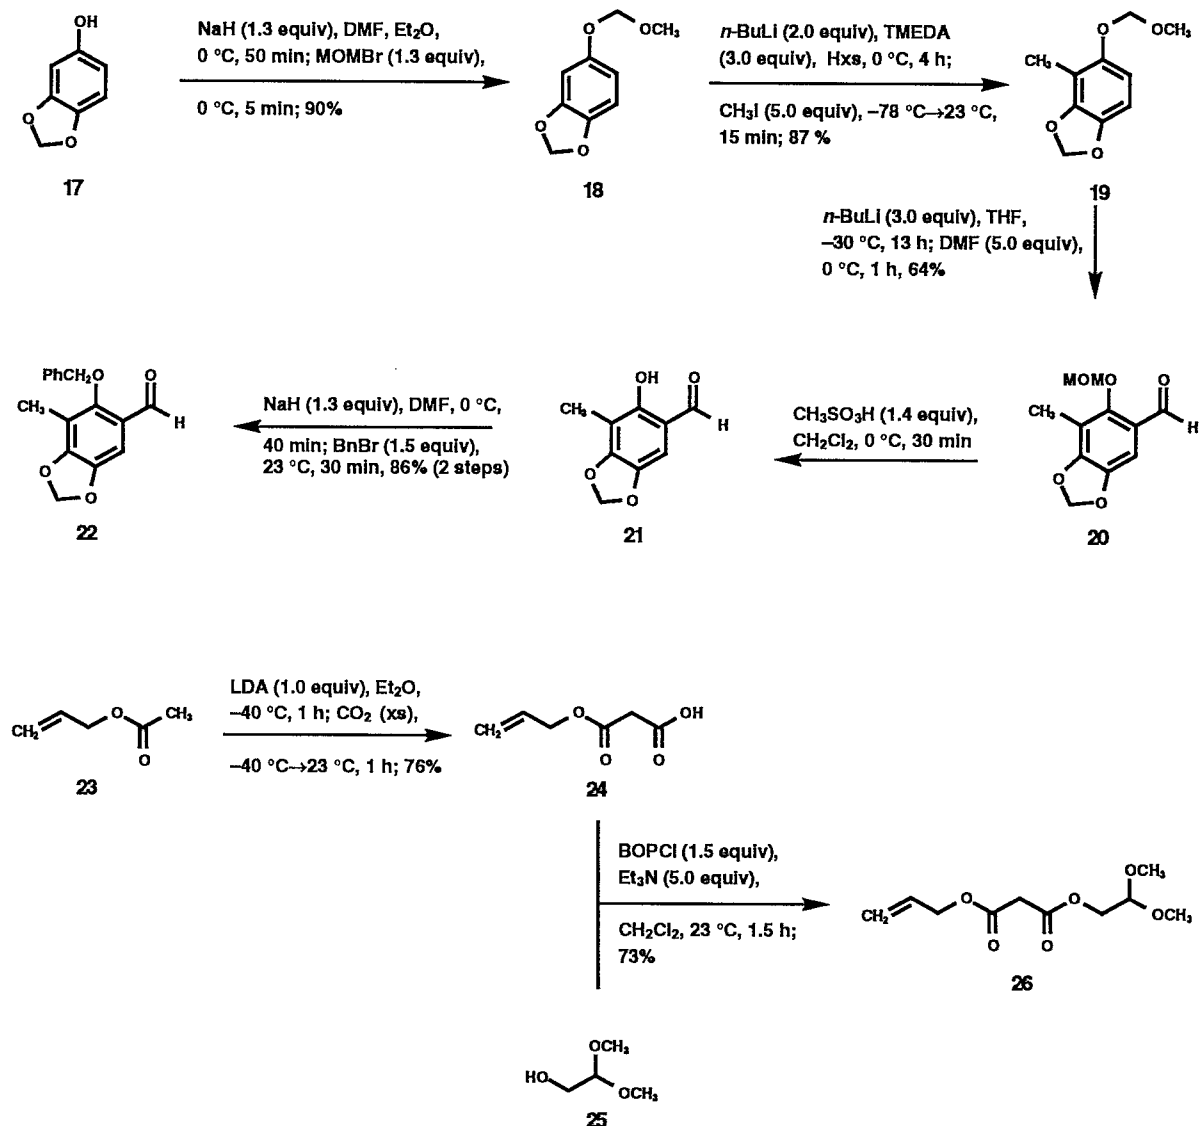 OH
O
O
17
NaH (1.3 equiv), DMF, Et₂O,
0 °C, 50 min; MOMBr (1.3 equiv),
0 °C, 5 min; 90%
O
OCH₃
O
O
18
n-BuLi (2.0 equiv), TMEDA
(3.0 equiv), Hxs, 0 °C, 4 h;
CH₃I (5.0 equiv), –78 °C→23 °C,
15 min; 87 %
O
OCH₃
CH₃
O
O
19
n-BuLi (3.0 equiv), THF,
–30 °C, 13 h; DMF (5.0 equiv),
0 °C, 1 h, 64%
MOMO
O
CH₃
H
O
O
20
CH₃SO₃H (1.4 equiv),
CH₂Cl₂, 0 °C, 30 min
OH
O
CH₃
H
O
O
21
NaH (1.3 equiv), DMF, 0 °C,
40 min; BnBr (1.5 equiv),
23 °C, 30 min, 86% (2 steps)
PhCH₂O
O
CH₃
H
O
O
22
CH₂
O
CH₃
O
23
LDA (1.0 equiv), Et₂O,
–40 °C, 1 h; CO₂ (xs),
–40 °C→23 °C, 1 h; 76%
CH₂
O
OH
O
O
24
BOPCl (1.5 equiv),
Et₃N (5.0 equiv),
CH₂Cl₂, 23 °C, 1.5 h;
73%
OCH₃
CH₂
O
O
OCH₃
O
O
26
OCH₃
HO
OCH₃
25